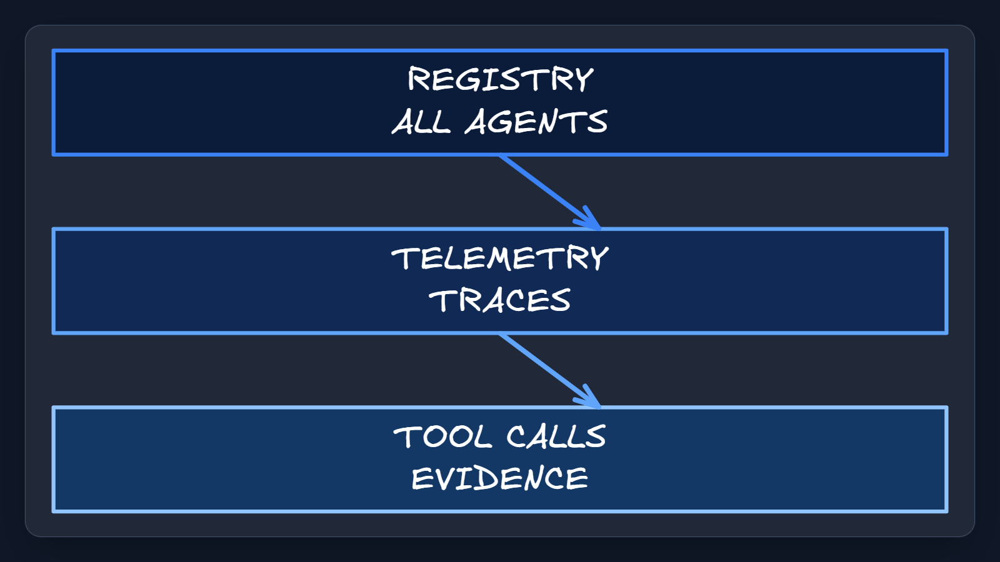 REGISTRY
ALL AGENTS
TELEMETRY
TRACES
TOOL CALLS
EVIDENCE